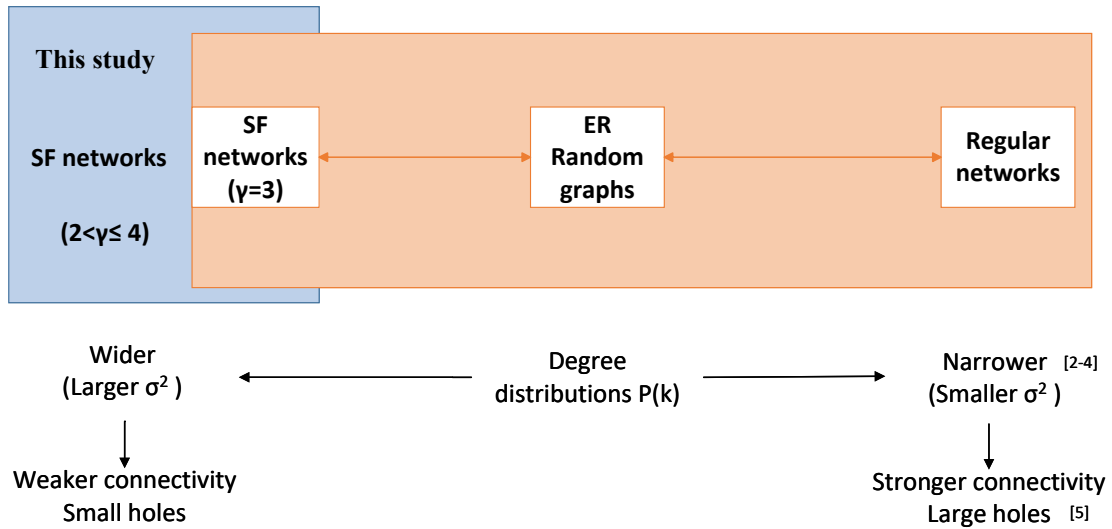 This study
SF networks
(2<γ≤ 4)
SF
networks
(γ=3)
ER
Random
graphs
Regular
networks
Wider
(Larger σ² )
Degree
distributions P(k)
Narrower [2-4]
(Smaller σ² )
Weaker connectivity
Small holes
Stronger connectivity
Large holes [5]